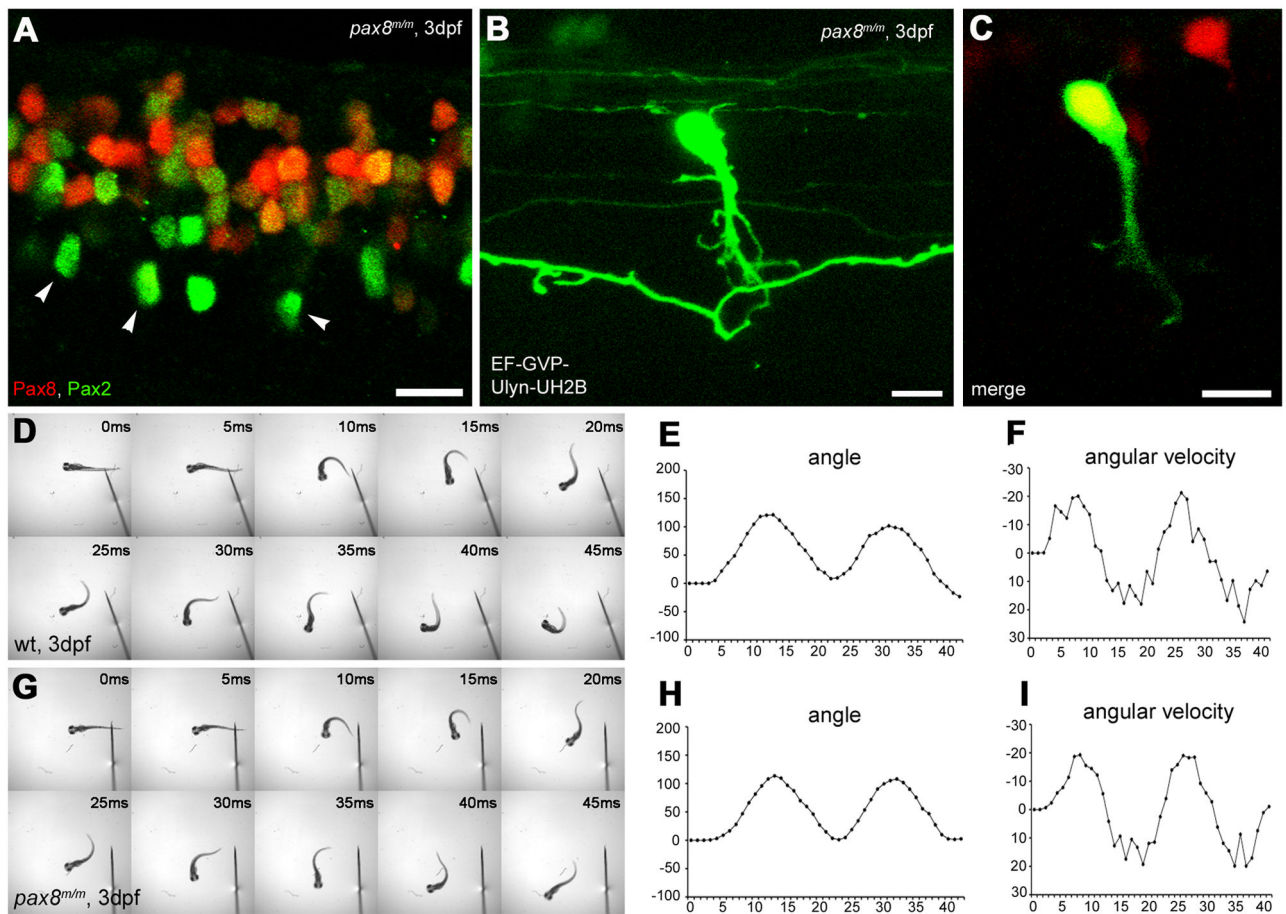 A
pax8m/m, 3dpf
Pax8, Pax2
B
pax8m/m, 3dpf
EF-GVP-
Ulyn-UH2B
C
merge
D
0ms 5ms 10ms 15ms 20ms
25ms 30ms 35ms 40ms 45ms
wt, 3dpf
E
angle
200
150
100
50
0
-50
-100
0 5 10 15 20 25 30 35 40
F
angular velocity
-30
-20
-10
0
10
20
30
0 5 10 15 20 25 30 35 40
G
0ms 5ms 10ms 15ms 20ms
25ms 30ms 35ms 40ms 45ms
pax8m/m, 3dpf
H
angle
200
150
100
50
0
-50
-100
0 5 10 15 20 25 30 35 40
I
angular velocity
-30
-20
-10
0
10
20
30
0 5 10 15 20 25 30 35 40